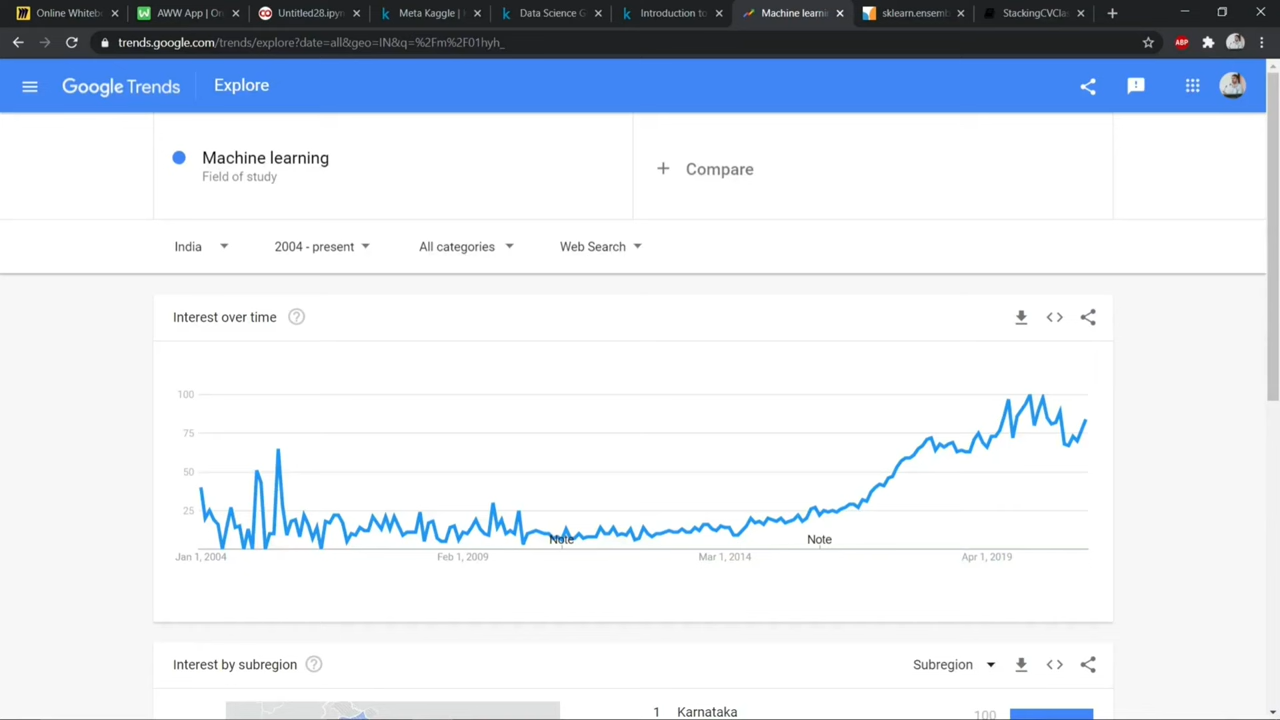 Online Whiteb
AWW App | On
Untitled28.ipyn
Meta Kaggle |
Data Science G
Introduction to
Machine learni
sklearn.ensemb
StackingCVClas
trends.google.com/trends/explore?date=all&geo=IN&q=%2Fm%2F01hyh_
ABP
Google Trends
Explore
Machine learning
Field of study
+ Compare
India
2004 - present
All categories
Web Search
Interest over time
100
75
50
25
Note
Note
Jan 1, 2004
Feb 1, 2009
Mar 1, 2014
Apr 1, 2019
Interest by subregion
Subregion
1 Karnataka
100